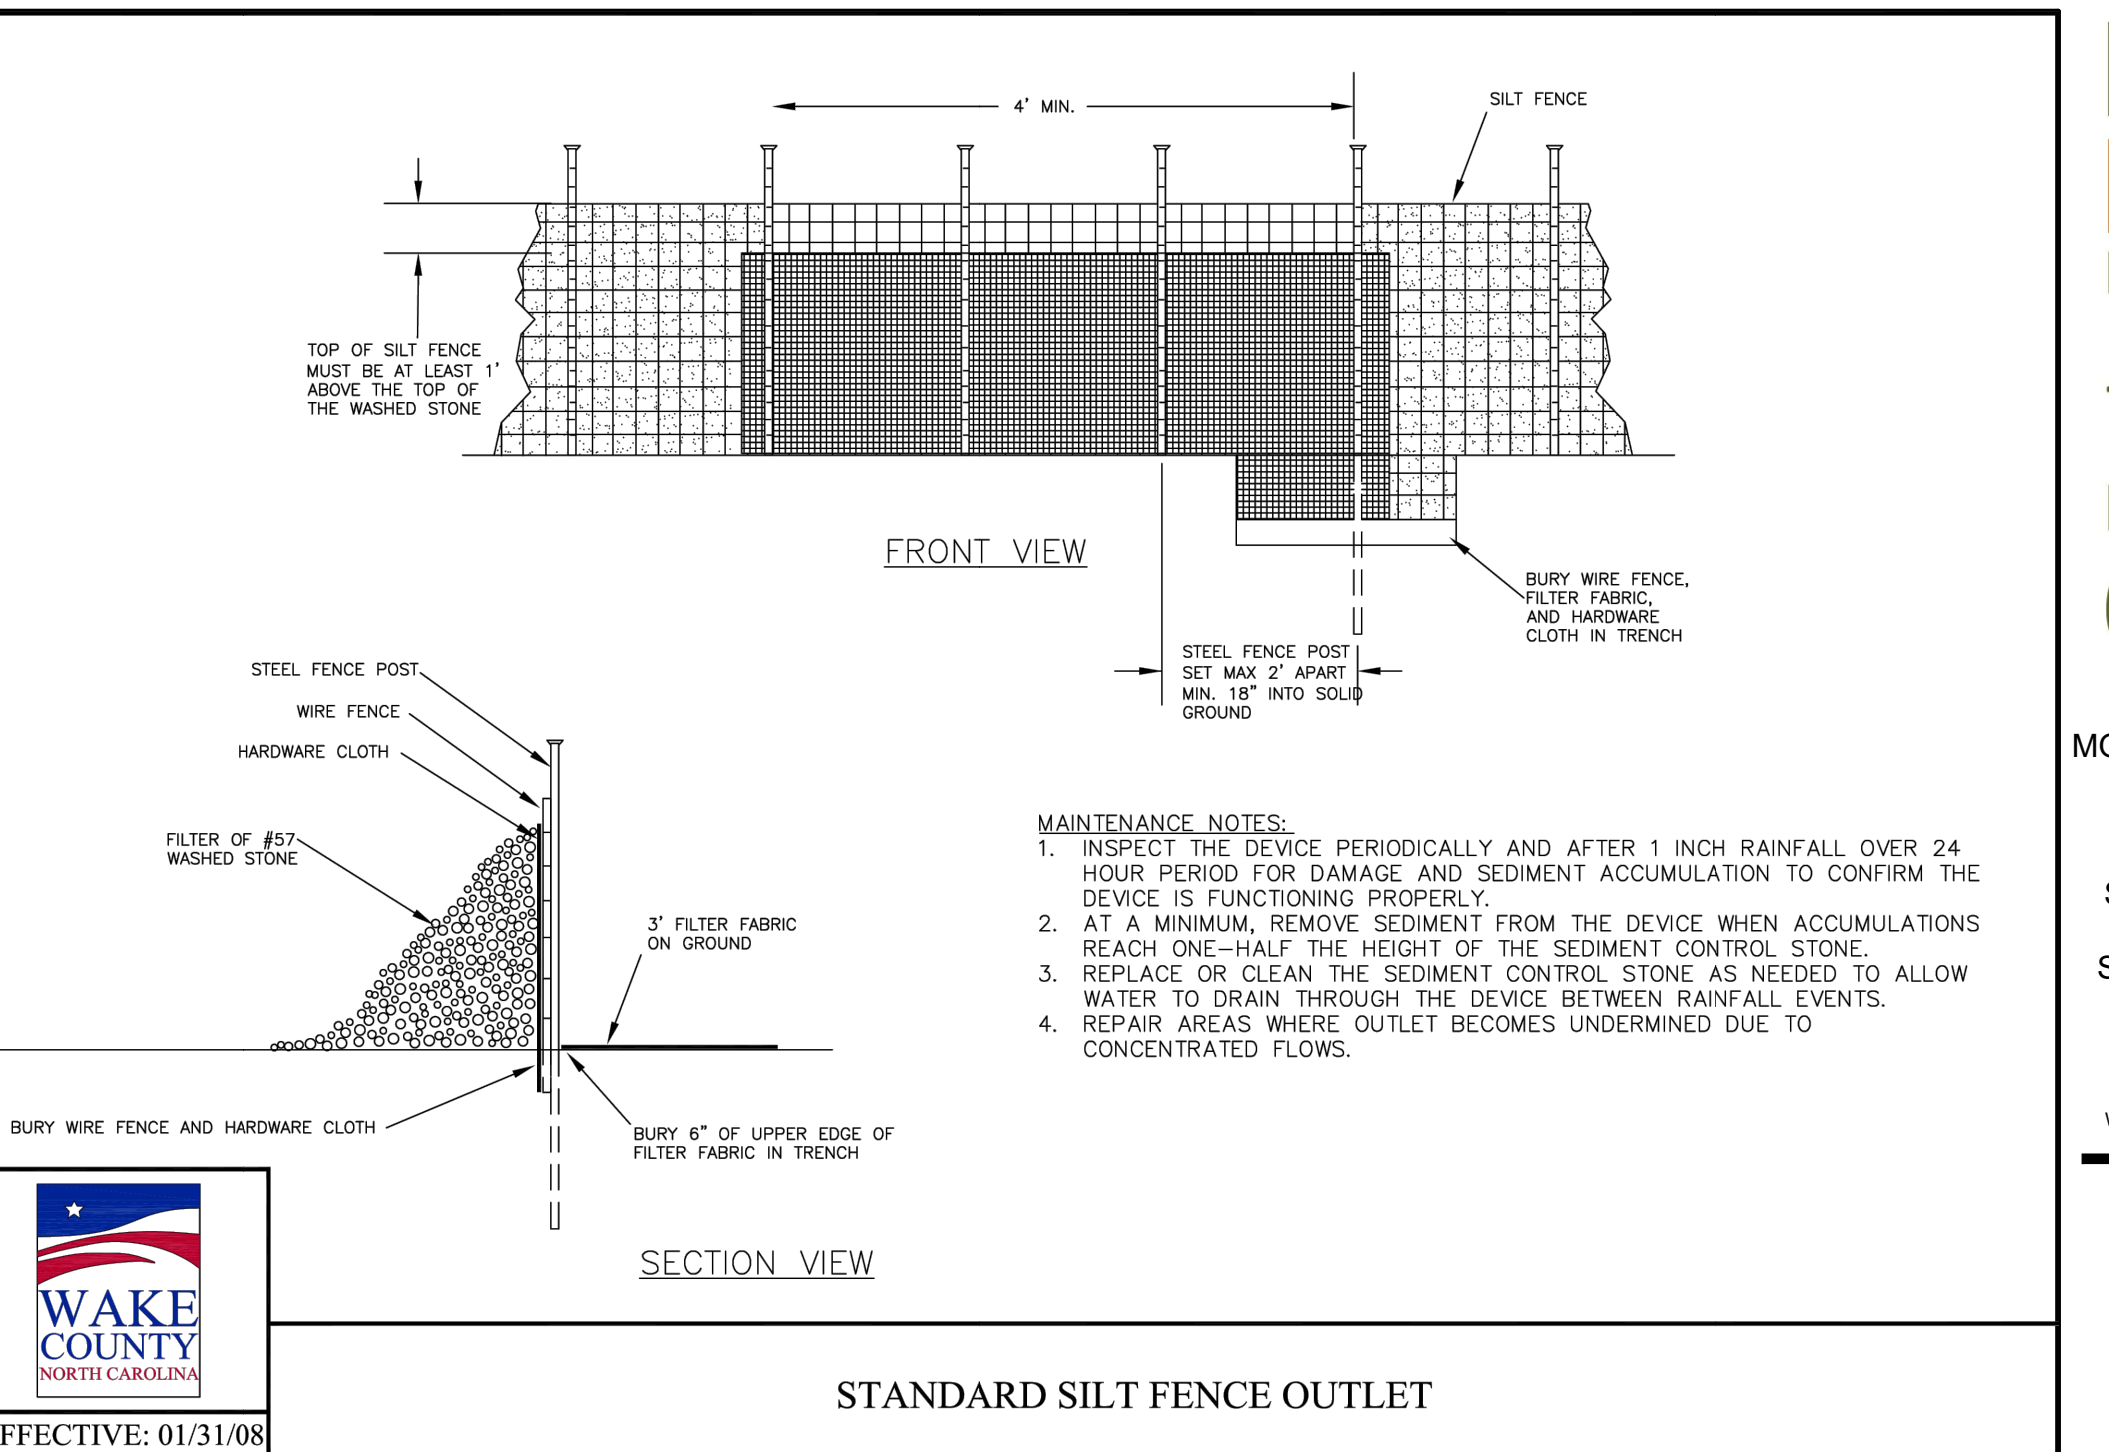 4' MIN.
SILT FENCE
TOP OF SILT FENCE
MUST BE AT LEAST 1'
ABOVE THE TOP OF
THE WASHED STONE
FRONT VIEW
BURY WIRE FENCE,
FILTER FABRIC,
AND HARDWARE
CLOTH IN TRENCH
STEEL FENCE POST
SET MAX 2' APART
MIN. 18" INTO SOLID
GROUND
STEEL FENCE POST
WIRE FENCE
HARDWARE CLOTH
FILTER OF #57
WASHED STONE
3' FILTER FABRIC
ON GROUND
BURY WIRE FENCE AND HARDWARE CLOTH
BURY 6" OF UPPER EDGE OF
FILTER FABRIC IN TRENCH
SECTION VIEW
MAINTENANCE NOTES:
1. INSPECT THE DEVICE PERIODICALLY AND AFTER 1 INCH RAINFALL OVER 24
HOUR PERIOD FOR DAMAGE AND SEDIMENT ACCUMULATION TO CONFIRM THE
DEVICE IS FUNCTIONING PROPERLY.
2. AT A MINIMUM, REMOVE SEDIMENT FROM THE DEVICE WHEN ACCUMULATIONS
REACH ONE-HALF THE HEIGHT OF THE SEDIMENT CONTROL STONE.
3. REPLACE OR CLEAN THE SEDIMENT CONTROL STONE AS NEEDED TO ALLOW
WATER TO DRAIN THROUGH THE DEVICE BETWEEN RAINFALL EVENTS.
4. REPAIR AREAS WHERE OUTLET BECOMES UNDERMINED DUE TO
CONCENTRATED FLOWS.
WAKE
COUNTY
NORTH CAROLINA
FFECTIVE: 01/31/08
STANDARD SILT FENCE OUTLET